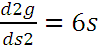 d2g/ds2 = 6s